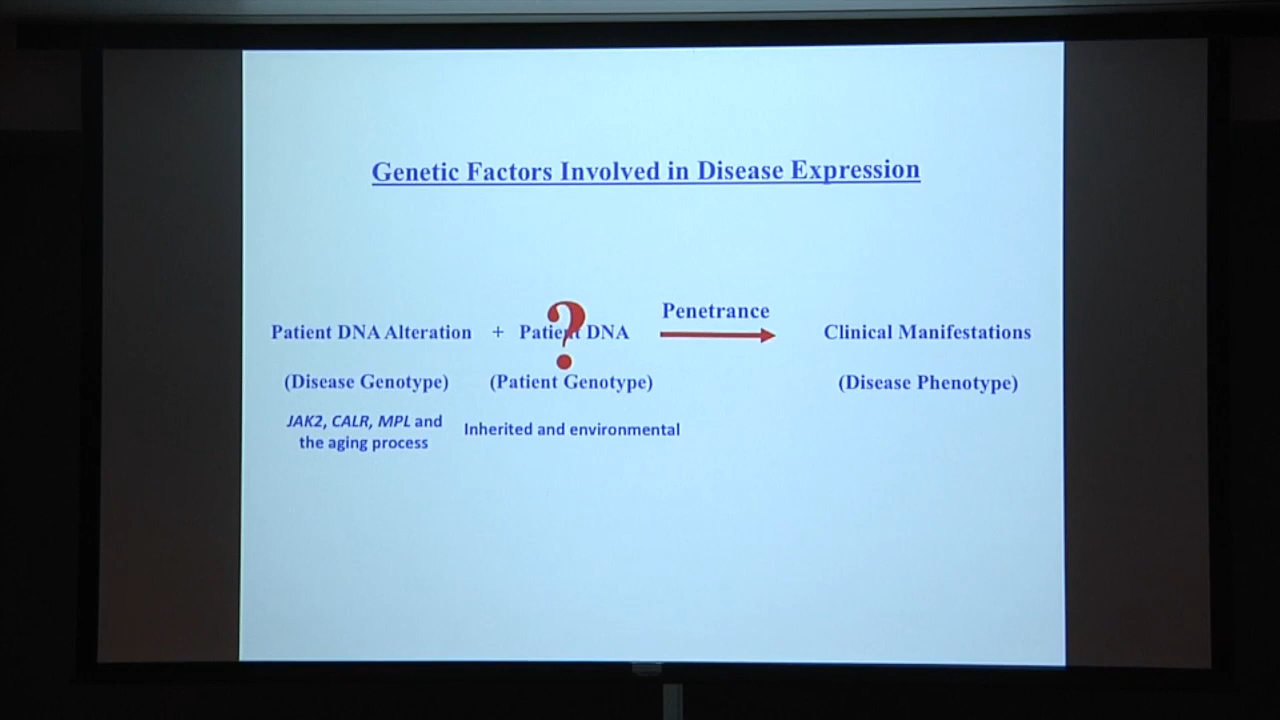 Genetic Factors Involved in Disease Expression
?
Penetrance
Patient DNA Alteration + Patient DNA Clinical Manifestations
(Disease Genotype) (Patient Genotype) (Disease Phenotype)
JAK2, CALR, MPL and
the aging process
Inherited and environmental